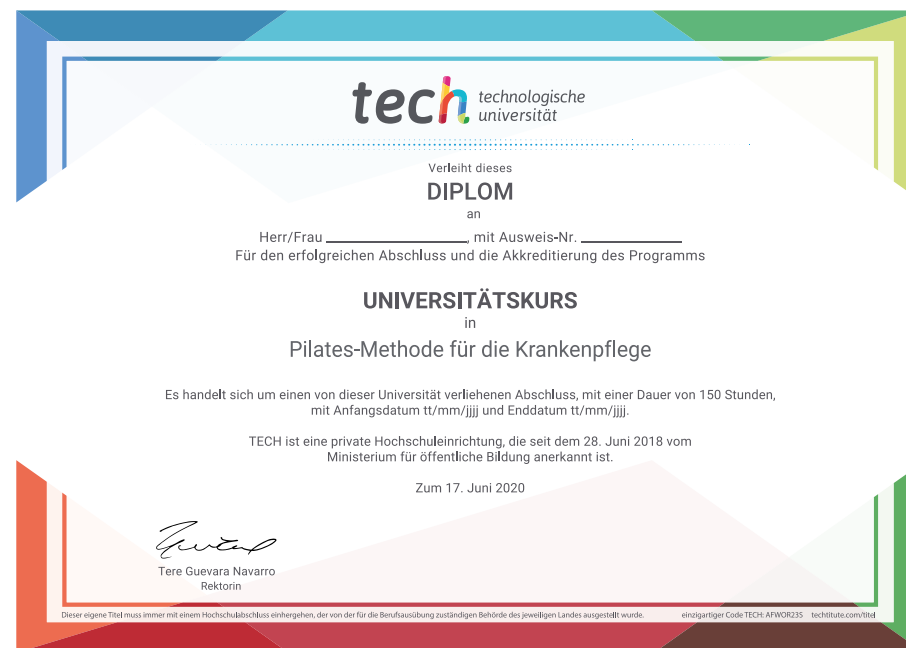 tech technologische
universität
Verleiht dieses
DIPLOM
an
Herr/Frau ____________________, mit Ausweis-Nr. ______________
Für den erfolgreichen Abschluss und die Akkreditierung des Programms
UNIVERSITÄTSKURS
in
Pilates-Methode für die Krankenpflege
Es handelt sich um einen von dieser Universität verliehenen Abschluss, mit einer Dauer von 150 Stunden,
mit Anfangsdatum tt/mm/jjjj und Enddatum tt/mm/jjjj.
TECH ist eine private Hochschuleinrichtung, die seit dem 28. Juni 2018 vom
Ministerium für öffentliche Bildung anerkannt ist.
Zum 17. Juni 2020
Tere Guevara Navarro
Rektorin
Dieser eigene Titel muss immer mit einem Hochschulabschluss einhergehen, der von der für die Berufsausübung zuständigen Behörde des jeweiligen Landes ausgestellt wurde. einzigartiger Code TECH: AFWOR23S techtitute.com/titel